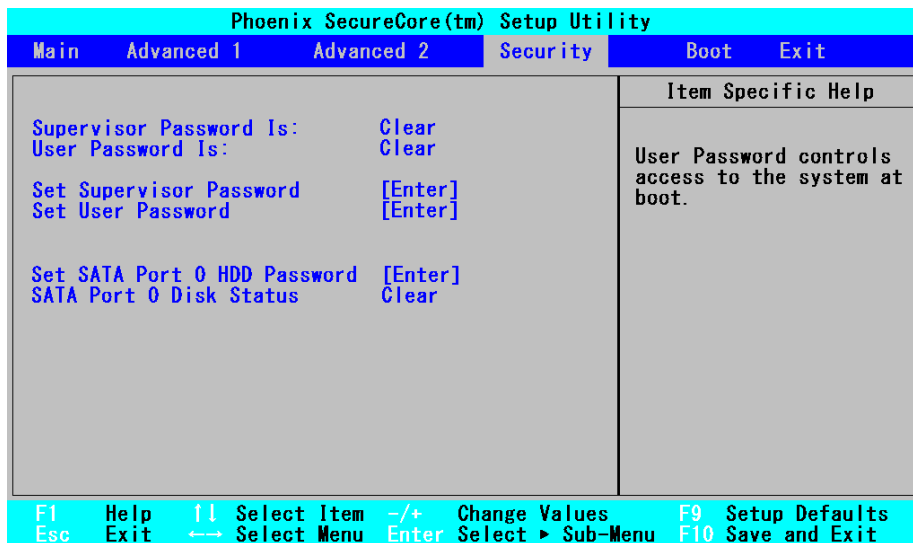 Phoenix SecureCore(tm) Setup Utility
Main Advanced 1 Advanced 2 Security Boot Exit
Supervisor Password Is: Clear
User Password Is: Clear
Set Supervisor Password [Enter]
Set User Password [Enter]
Set SATA Port 0 HDD Password [Enter]
SATA Port 0 Disk Status Clear
Item Specific Help
User Password controls
access to the system at
boot.
F1 Help ↑↓ Select Item -/+ Change Values F9 Setup Defaults
Esc Exit ←→ Select Menu Enter Select ▶ Sub-Menu F10 Save and Exit